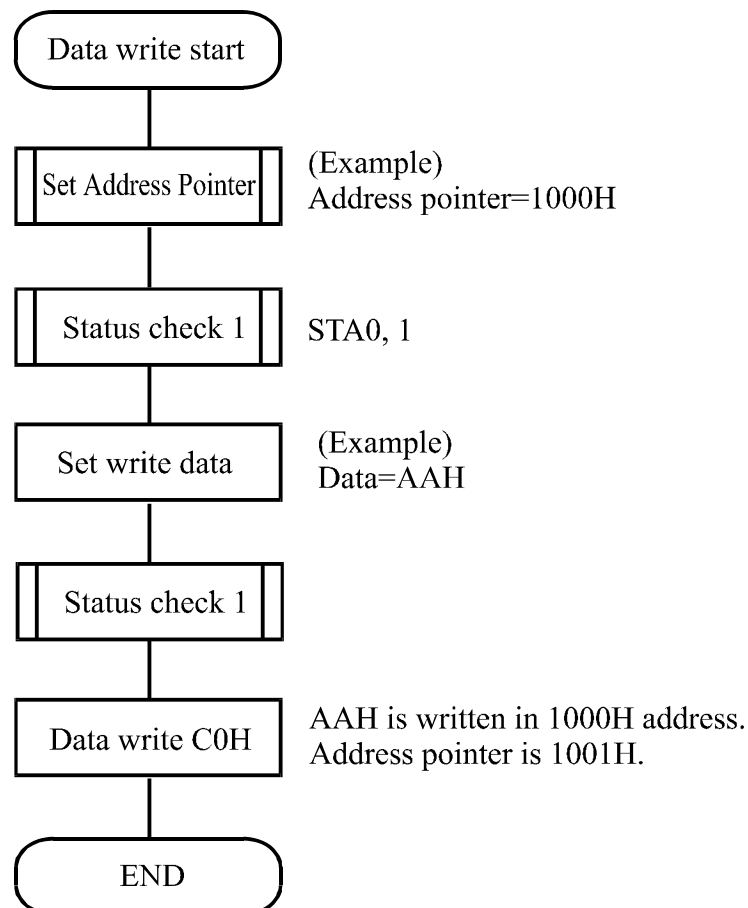 Data write start
Set Address Pointer
(Example)
Address pointer=1000H
Status check 1
STA0, 1
Set write data
(Example)
Data=AAH
Status check 1
Data write C0H
AAH is written in 1000H address.
Address pointer is 1001H.
END